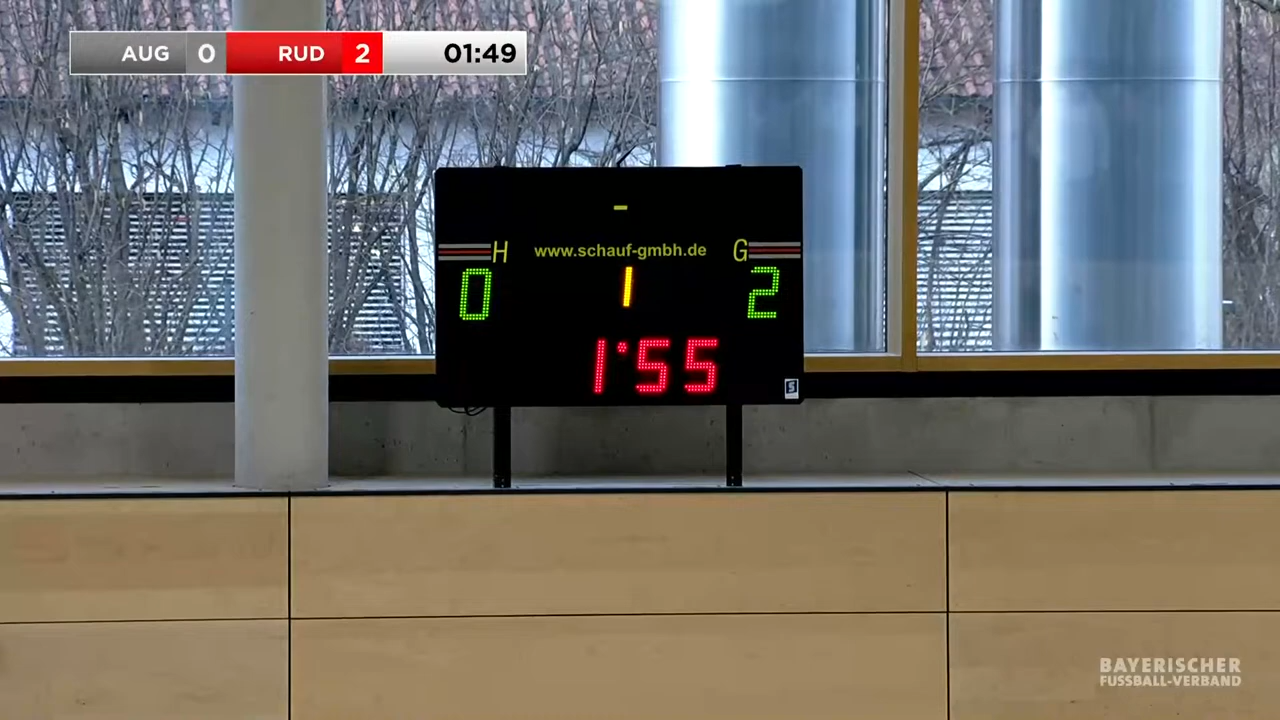 AUG 0 RUD 2 01:49
-
H www.schauf-gmbh.de G
0 1 2
1:55
S
BAYERISCHER
FUSSBALL-VERBAND